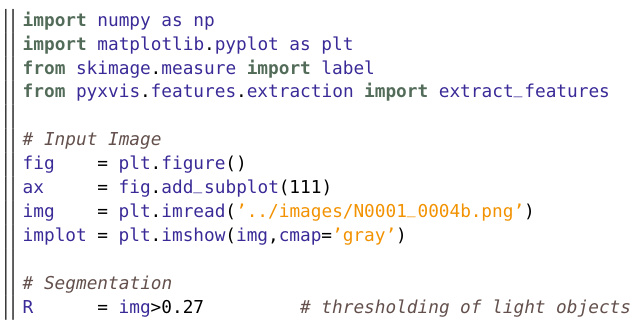 import numpy as np
import matplotlib.pyplot as plt
from skimage.measure import label
from pyxvis.features.extraction import extract_features

# Input Image
fig    = plt.figure()
ax     = fig.add_subplot(111)
img    = plt.imread(’../images/N0001_0004b.png’)
implot = plt.imshow(img,cmap=’gray’)

# Segmentation
R      = img>0.27         # thresholding of light objects